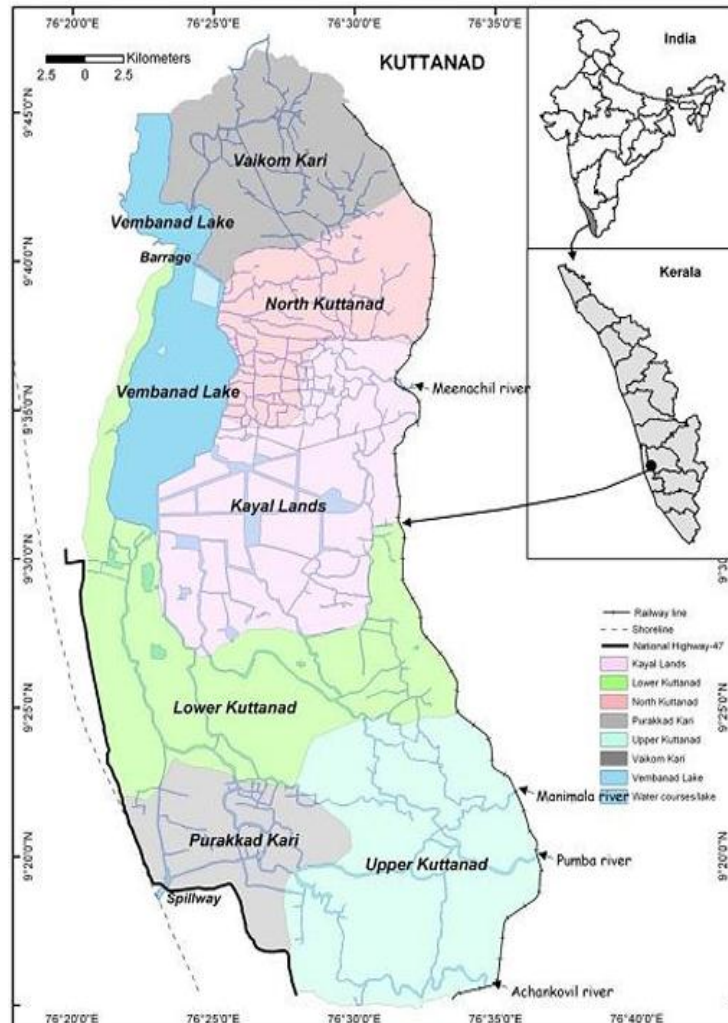 76°20'0"E 76°25'0"E 76°30'0"E 76°35'0"E
Kilometers
2.5 0 2.5
KUTTANAD
India
9°45'0"N
Vaikom Kari
Vembanad Lake
Barrage
9°40'0"N
North Kuttanad
Kerala
Meenachil river
Vembanad Lake
9°35'0"N
Kayal Lands
9°30'0"N
9°30
Railway line
Shoreline
National Highway-47
Kayal Lands
Lower Kuttanad
North Kuttanad
Purakkad Kari
Upper Kuttanad
Vaikom Kari
Vembanad Lake
Water courses/lake
Lower Kuttanad
9°25'0"N
9°25'0"N
Manimala river
Purakkad Kari
Upper Kuttanad
Pumba river
9°20'0"N
9°20'0"N
Spillway
Achankovil river
76°20'0"E 76°25'0"E 76°30'0"E 76°35'0"E 76°40'0"E